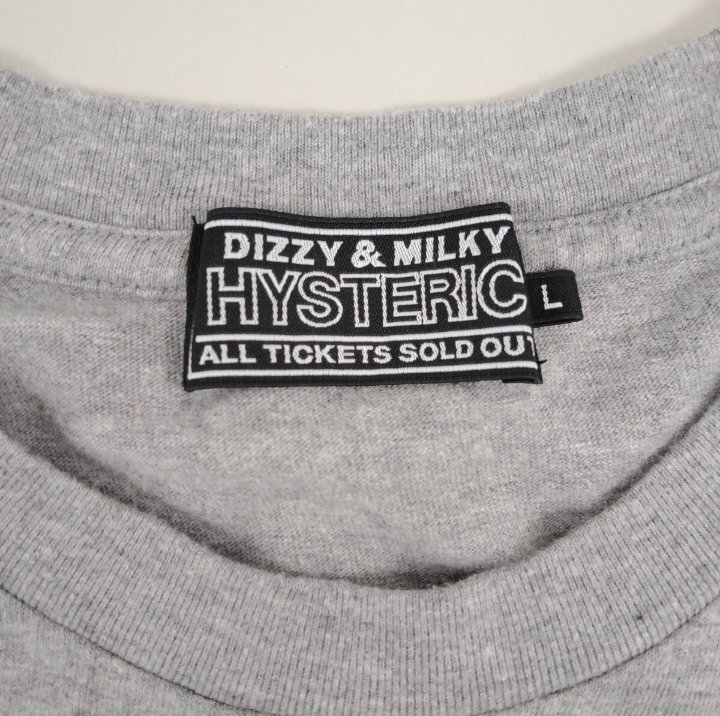 DIZZY & MILKY
HYSTERIC
L
ALL TICKETS SOLD OUT